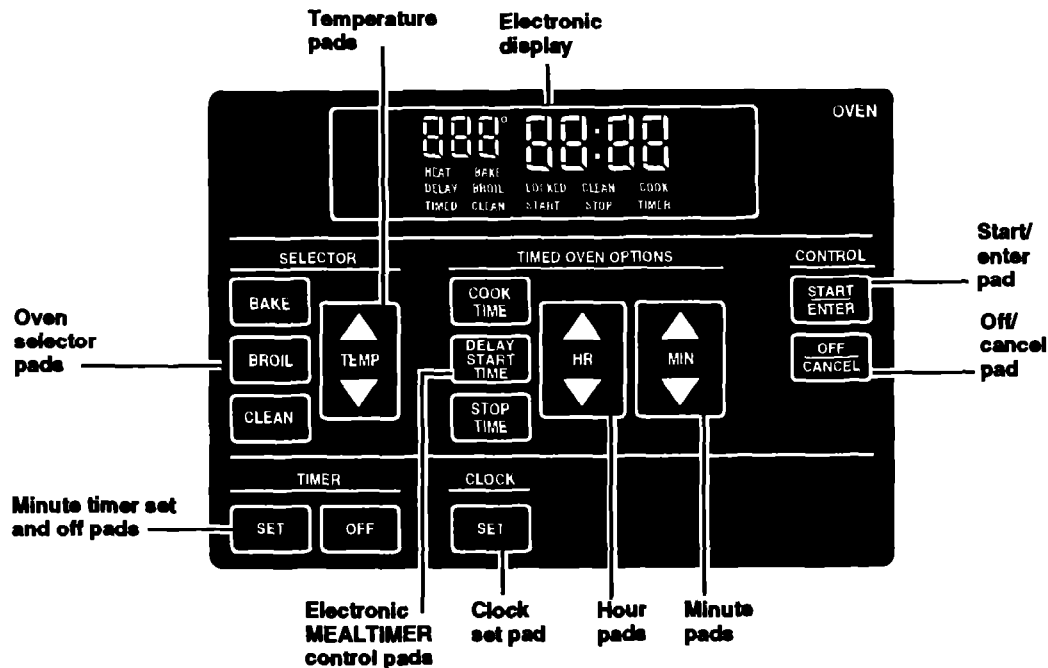 Temperature
pads
Electronic
display
OVEN
888° 88:88
HEAT BAKE
DELAY BROIL LOCKED CLEAN COOK
TIMED CLEAN START STOP TIMER
SELECTOR
TIMED OVEN OPTIONS
CONTROL
Start/
enter
pad
BAKE
COOK
TIME
START
ENTER
Oven
selector
pads
BROIL
TEMP
DELAY
START
TIME
HR
MIN
OFF
CANCEL
Off/
cancel
pad
CLEAN
STOP
TIME
TIMER
CLOCK
Minute timer set
and off pads
SET
OFF
SET
Electronic
MEALTIMER
control pads
Clock
set pad
Hour
pads
Minute
pads